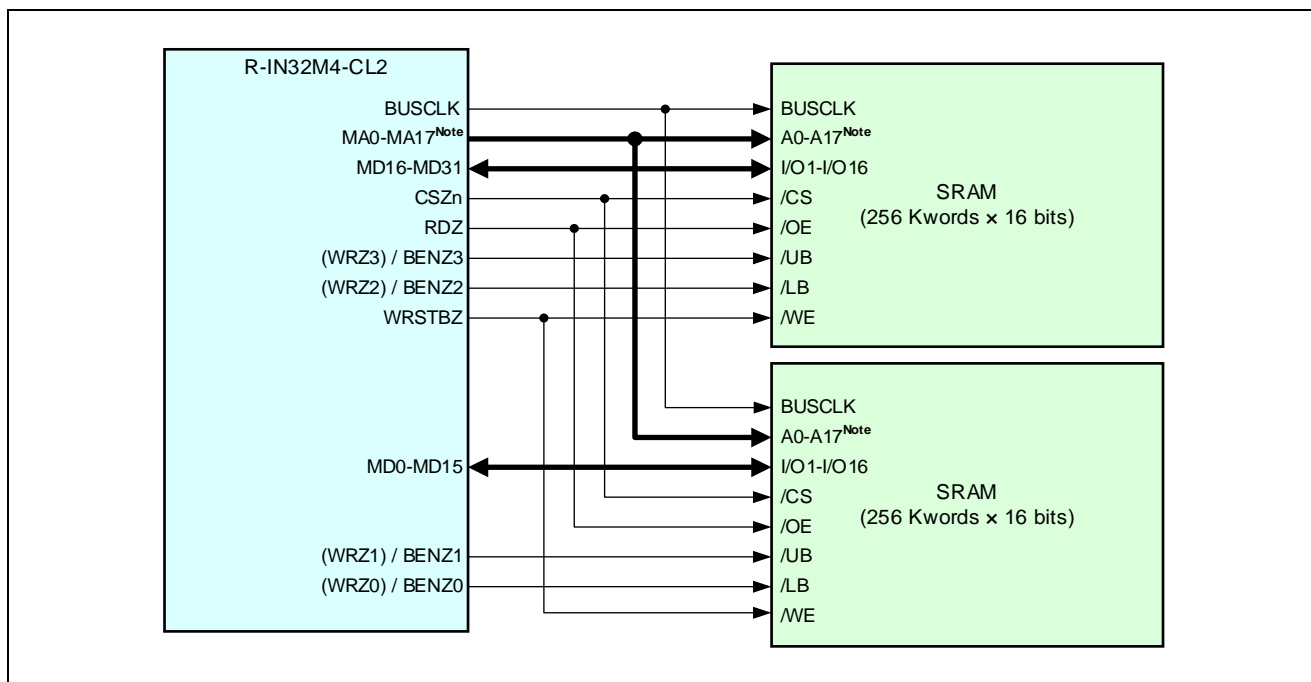 R-IN32M4-CL2
BUSCLK
MA0-MA17Note
MD16-MD31
CSZn
RDZ
(WRZ3) / BENZ3
(WRZ2) / BENZ2
WRSTBZ
MD0-MD15
(WRZ1) / BENZ1
(WRZ0) / BENZ0
BUSCLK
A0-A17Note
I/O1-I/O16
/CS
/OE
/UB
/LB
/WE
SRAM
(256 Kwords × 16 bits)
BUSCLK
A0-A17Note
I/O1-I/O16
/CS
/OE
/UB
/LB
/WE
SRAM
(256 Kwords × 16 bits)